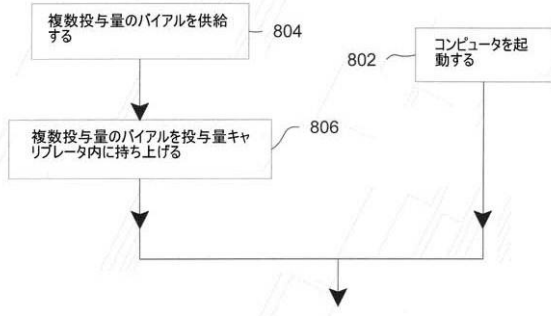 複数投与量のバイアルを供給
する
804
コンピュータを起
動する
802
複数投与量のバイアルを投与量キャ
リブレータ内に持ち上げる
806